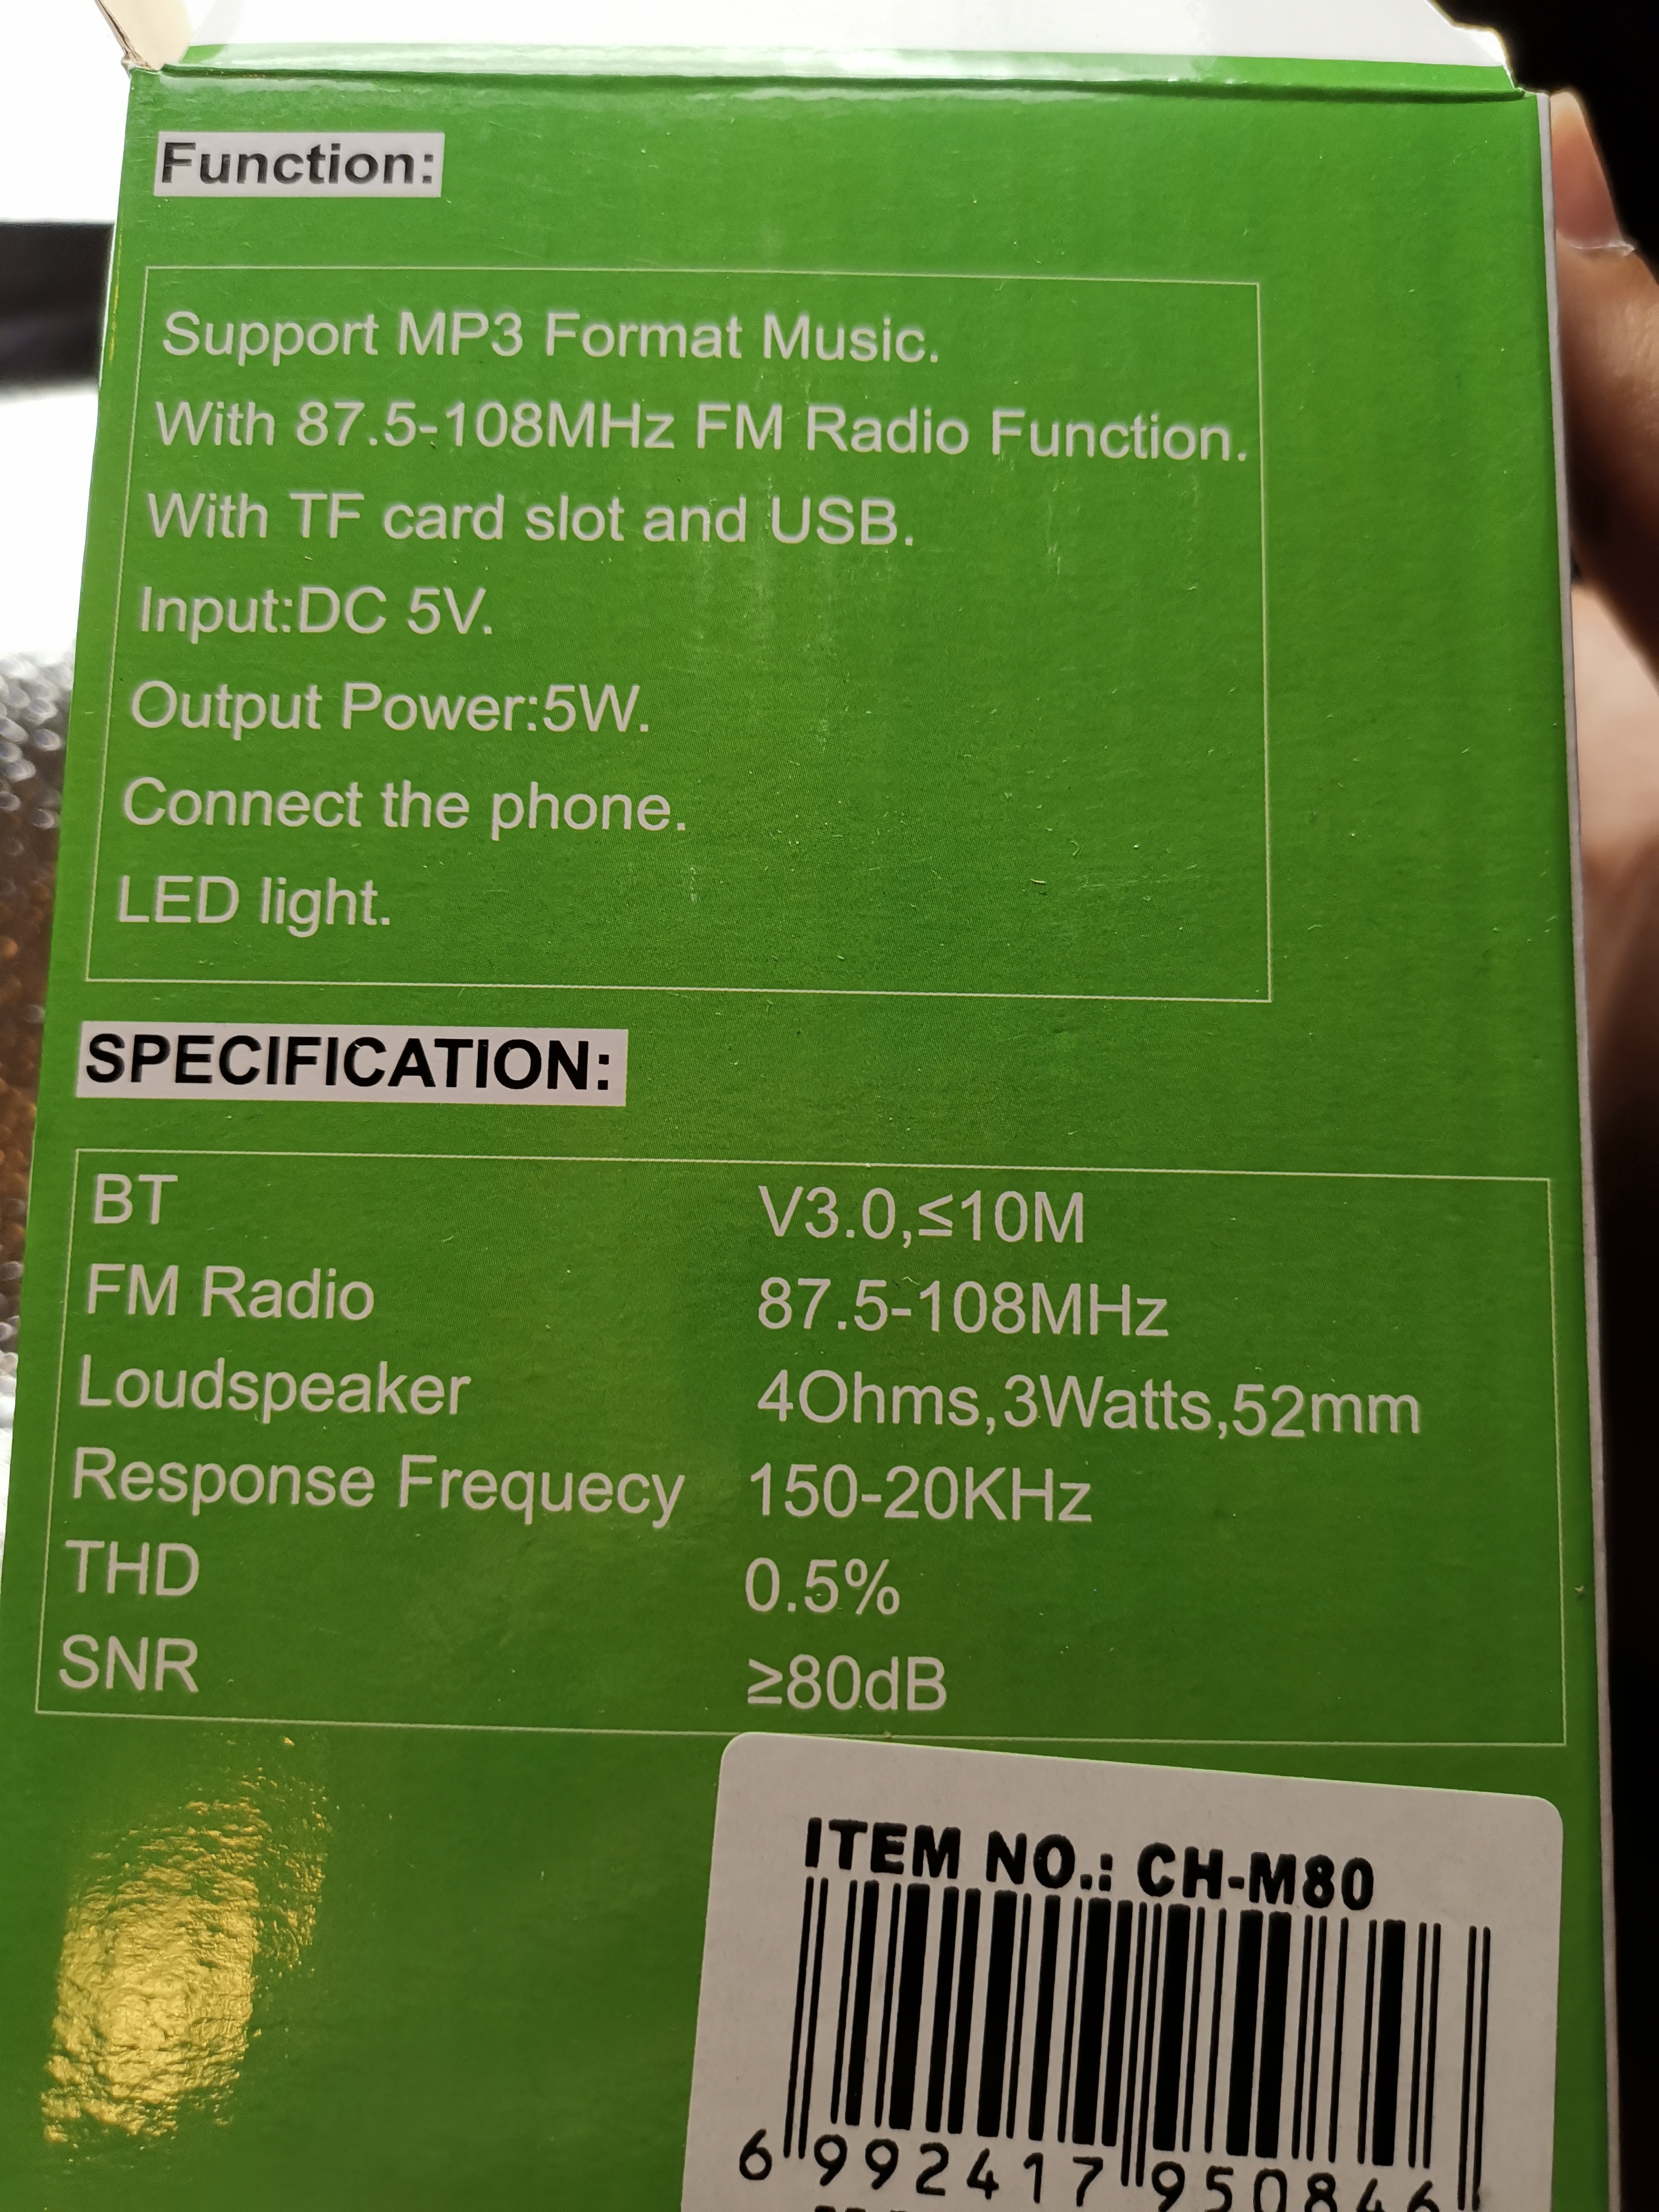 Function:
Support MP3 Format Music.
With 87.5-108MHz FM Radio Function.
With TF card slot and USB.
Input:DC 5V.
Output Power:5W.
Connect the phone.
LED light.
SPECIFICATION:
BT V3.0,≤10M
FM Radio 87.5-108MHz
Loudspeaker 4Ohms,3Watts,52mm
Response Frequecy 150-20KHz
THD 0.5%
SNR ≥80dB
ITEM NO.: CH-M80
6 992417 950846